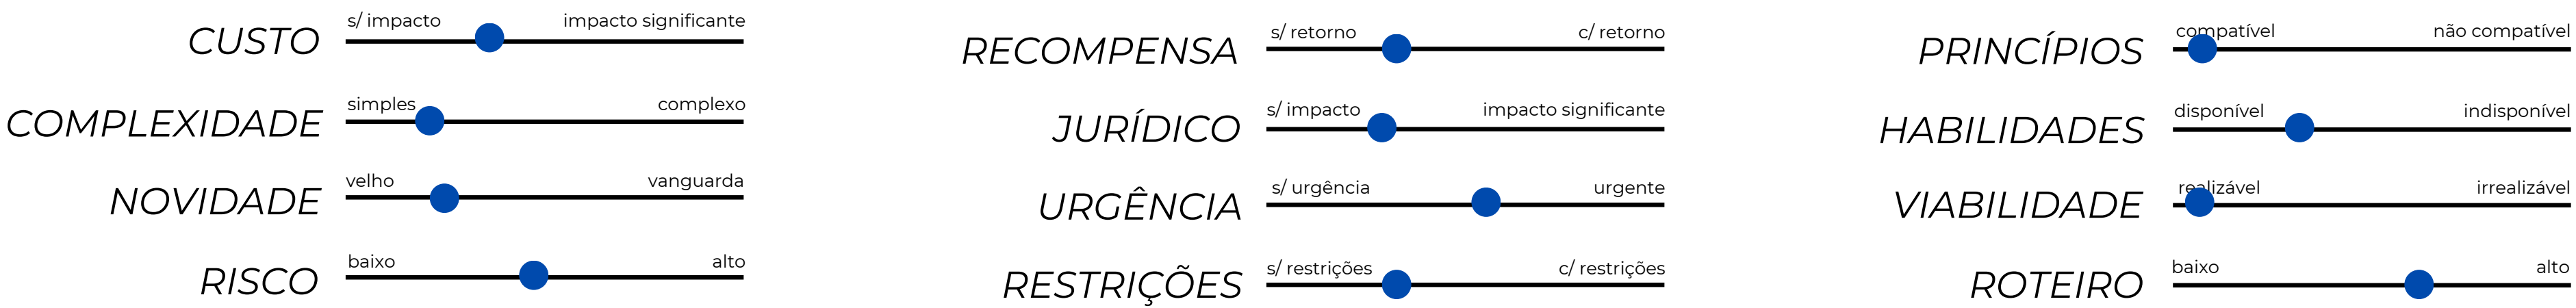 s/ impacto impacto significante
CUSTO
simples complexo
COMPLEXIDADE
velho vanguarda
NOVIDADE
baixo alto
RISCO
s/ retorno c/ retorno
RECOMPENSA
s/ impacto impacto significante
JURÍDICO
s/ urgência urgente
URGÊNCIA
s/ restrições c/ restrições
RESTRIÇÕES
compatível não compatível
PRINCÍPIOS
disponível indisponível
HABILIDADES
realizável irrealizável
VIABILIDADE
baixo alto
ROTEIRO